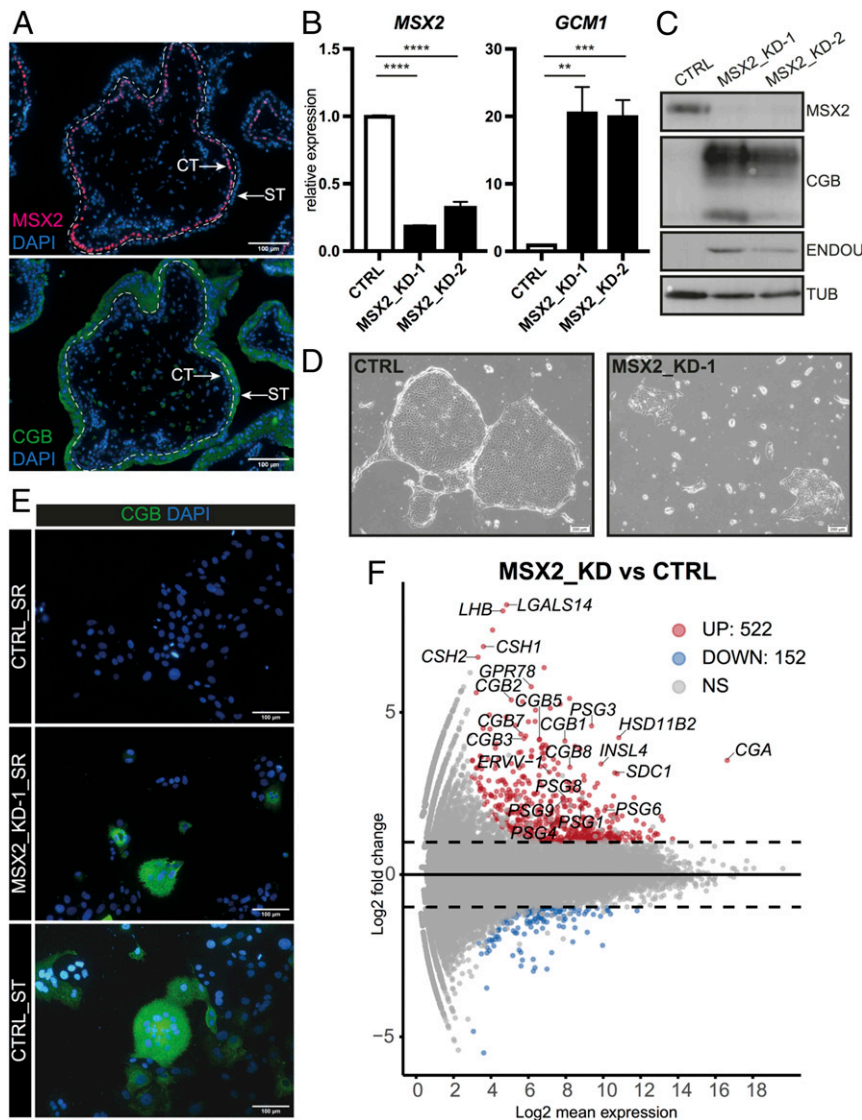 A
CT
ST
MSX2
DAPI
100 µm
CT
ST
CGB
DAPI
100 µm
B
MSX2
GCM1
relative expression
1.5
1.0
0.5
0.0
****
****
CTRL
MSX2_KD-1
MSX2_KD-2
30
20
10
0
***
**
CTRL
MSX2_KD-1
MSX2_KD-2
C
CTRL
MSX2_KD-1
MSX2_KD-2
MSX2
CGB
ENDOU
TUB
D
CTRL
MSX2_KD-1
E
CGB DAPI
CTRL_SR
100 µm
MSX2_KD-1_SR
100 µm
CTRL_ST
100 µm
F
MSX2_KD vs CTRL
UP: 522
DOWN: 152
NS
LHB
LGALS14
CSH2
CSH1
GPR78
CGB2
CGB5
PSG3
CGB7
CGB1
HSD11B2
CGB3
CGB8
INSL4
CGA
ERVV-1
SDC1
PSG8
PSG9
PSG1
PSG6
PSG4
Log2 fold change
5
0
−5
0 2 4 6 8 10 12 14 16 18
Log2 mean expression